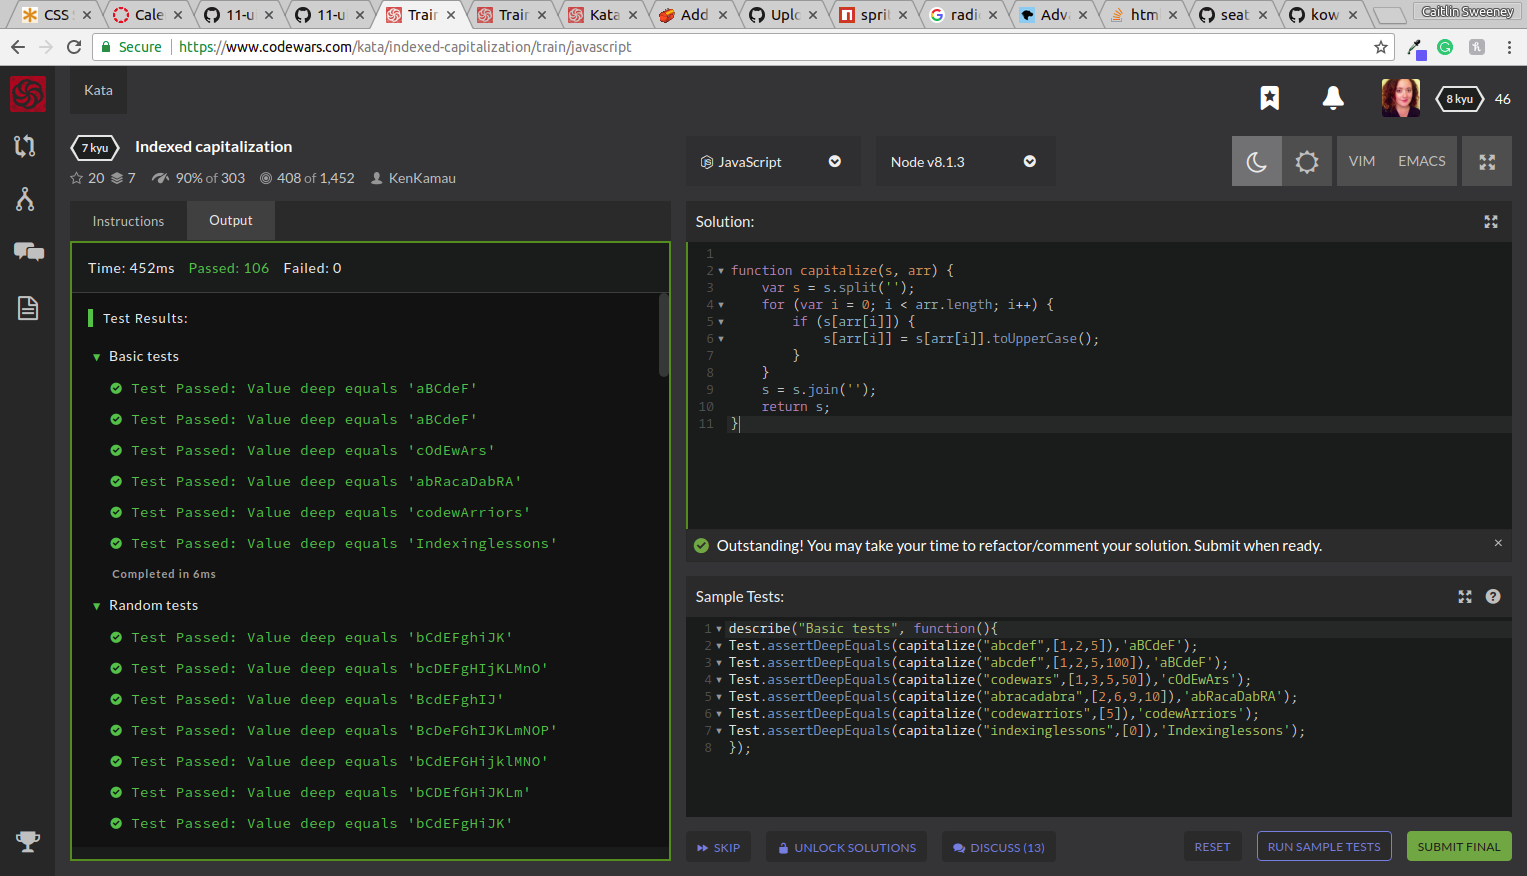 CSS
Cale
11-u
11-u
Train
Train
Kata
Add
Uplo
sprit
radi
Adva
htm
seat
kow
Caitlin Sweeney
Secure
https://www.codewars.com/kata/indexed-capitalization/train/javascript
Kata
8 kyu
46
7 kyu
Indexed capitalization
20
7
90% of 303
408 of 1,452
KenKamau
JavaScript
Node v8.1.3
VIM
EMACS
Instructions
Output
Time: 452ms Passed: 106 Failed: 0
Test Results:
Basic tests
Test Passed: Value deep equals 'aBCdeF'
Test Passed: Value deep equals 'aBCdeF'
Test Passed: Value deep equals 'cOdEwArs'
Test Passed: Value deep equals 'abRacaDabRA'
Test Passed: Value deep equals 'codewArriors'
Test Passed: Value deep equals 'Indexinglessons'
Completed in 6ms
Random tests
Test Passed: Value deep equals 'bCdEFghiJK'
Test Passed: Value deep equals 'bcDEFgHIjKLMnO'
Test Passed: Value deep equals 'BcdEFghIJ'
Test Passed: Value deep equals 'BcDeFGhIJKLmNOP'
Test Passed: Value deep equals 'bCdEFGHijklMNO'
Test Passed: Value deep equals 'bCDEfGHiJKLm'
Test Passed: Value deep equals 'bCdEFgHiJK'
Solution:
1
2 function capitalize(s, arr) {
3 var s = s.split('');
4 for (var i = 0; i < arr.length; i++) {
5 if (s[arr[i]]) {
6 s[arr[i]] = s[arr[i]].toUpperCase();
7 }
8 }
9 s = s.join('');
10 return s;
11 }
Outstanding! You may take your time to refactor/comment your solution. Submit when ready.
Sample Tests:
1 describe("Basic tests", function(){
2 Test.assertDeepEquals(capitalize("abcdef",[1,2,5]),'aBCdeF');
3 Test.assertDeepEquals(capitalize("abcdef",[1,2,5,100]),'aBCdeF');
4 Test.assertDeepEquals(capitalize("codewars",[1,3,5,50]),'cOdEwArs');
5 Test.assertDeepEquals(capitalize("abracadabra",[2,6,9,10]),'abRacaDabRA');
6 Test.assertDeepEquals(capitalize("codewarriors",[5]),'codewArriors');
7 Test.assertDeepEquals(capitalize("indexinglessons",[0]),'Indexinglessons');
8 });
SKIP
UNLOCK SOLUTIONS
DISCUSS (13)
RESET
RUN SAMPLE TESTS
SUBMIT FINAL